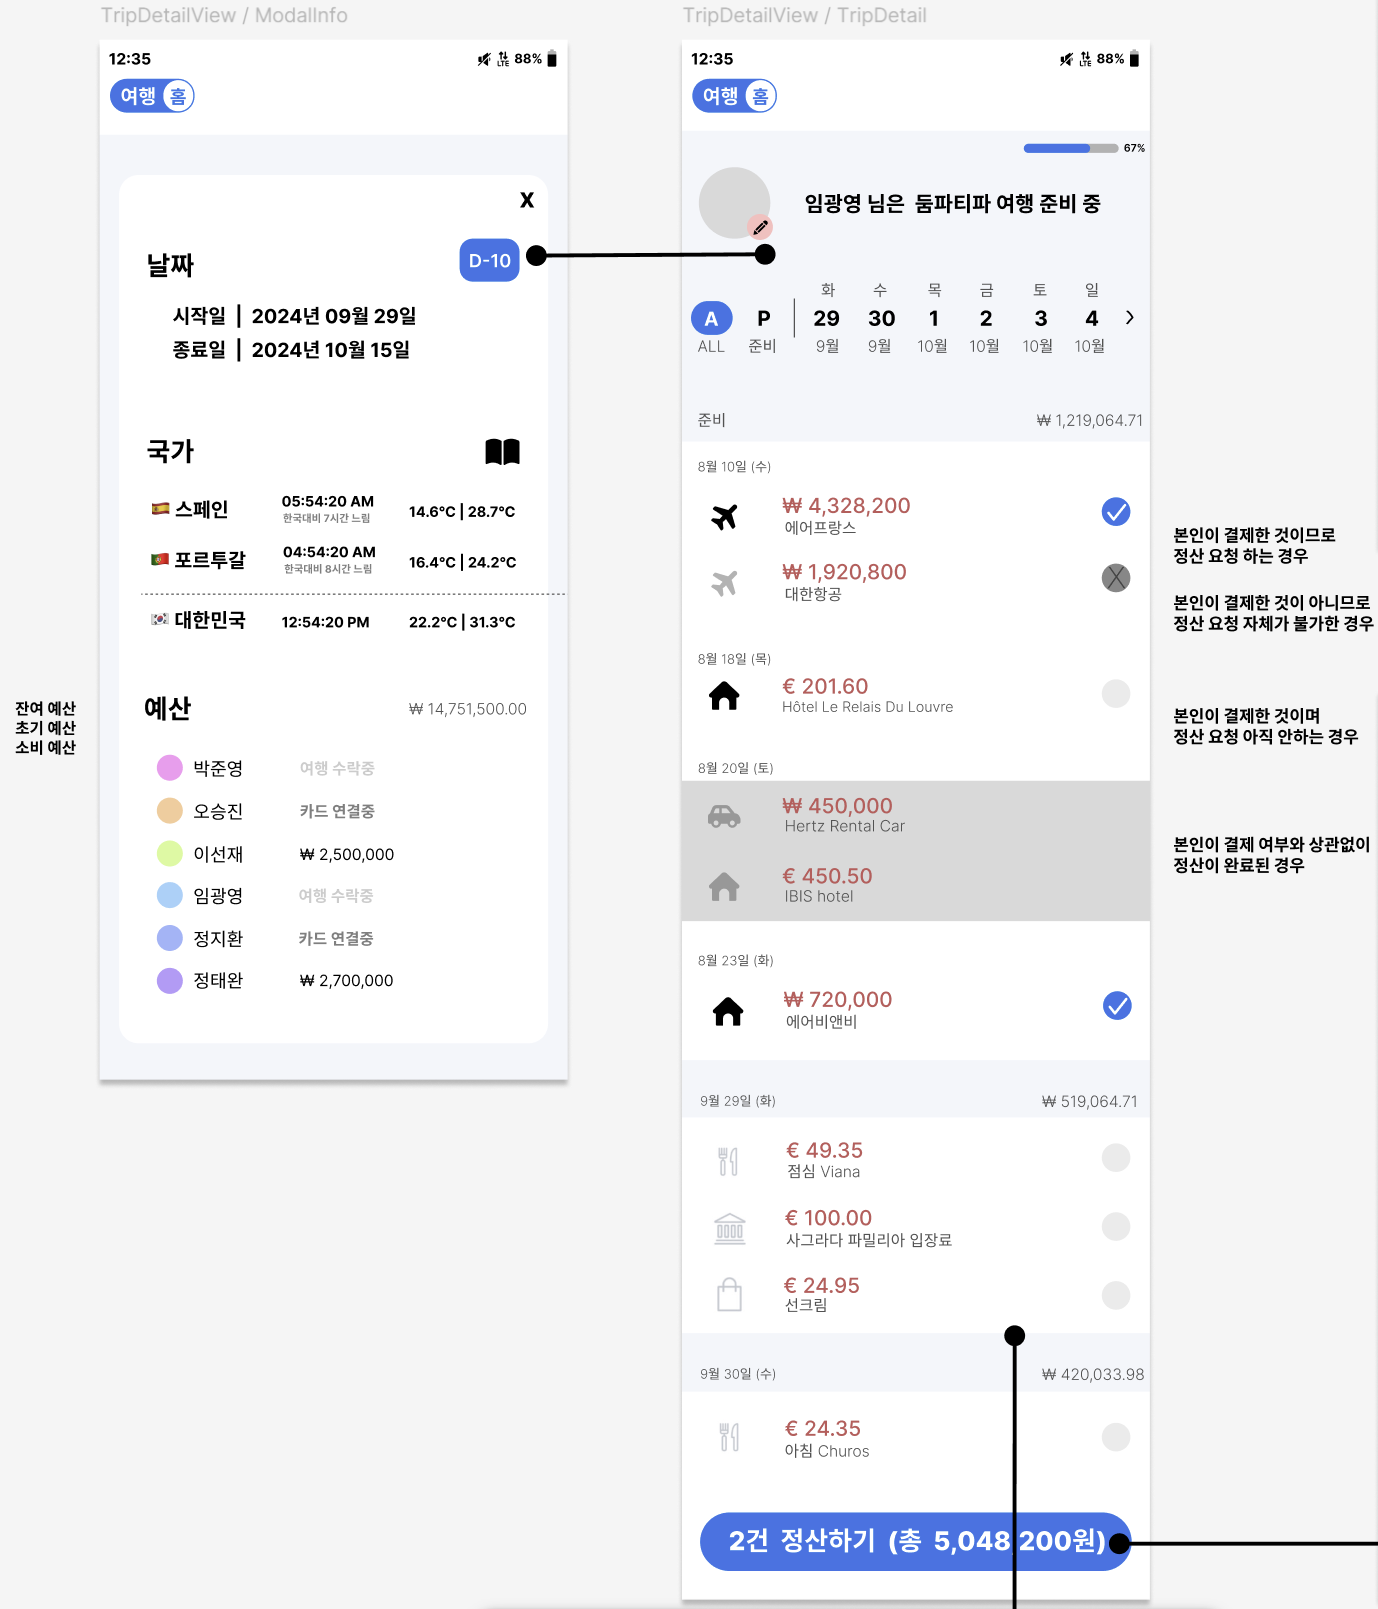 TripDetailView / ModalInfo
12:35
LTE 88%
여행 홈
X
날짜
D-10
시작일 | 2024년 09월 29일
종료일 | 2024년 10월 15일
국가
스페인 05:54:20 AM 14.6°C | 28.7°C
한국대비 7시간 느림
포르투갈 04:54:20 AM 16.4°C | 24.2°C
한국대비 8시간 느림
대한민국 12:54:20 PM 22.2°C | 31.3°C
잔여 예산
초기 예산
소비 예산
예산 ₩ 14,751,500.00
박준영 여행 수락중
오승진 카드 연결중
이선재 ₩ 2,500,000
임광영 여행 수락중
정지환 카드 연결중
정태완 ₩ 2,700,000
TripDetailView / TripDetail
12:35
LTE 88%
여행 홈
67%
임광영 님은 둠파티파 여행 준비 중
화 수 목 금 토 일
A P 29 30 1 2 3 4 >
ALL 준비 9월 9월 10월 10월 10월 10월
준비 ₩ 1,219,064.71
8월 10일 (수)
₩ 4,328,200
에어프랑스
₩ 1,920,800
대한항공
X
8월 18일 (목)
€ 201.60
Hôtel Le Relais Du Louvre
8월 20일 (토)
₩ 450,000
Hertz Rental Car
€ 450.50
IBIS hotel
8월 23일 (화)
₩ 720,000
에어비앤비
9월 29일 (화) ₩ 519,064.71
€ 49.35
점심 Viana
€ 100.00
사그라다 파밀리아 입장료
€ 24.95
선크림
9월 30일 (수) ₩ 420,033.98
€ 24.35
아침 Churos
2건 정산하기 (총 5,048,200원)
본인이 결제한 것이므로
정산 요청 하는 경우
본인이 결제한 것이 아니므로
정산 요청 자체가 불가한 경우
본인이 결제한 것이며
정산 요청 아직 안하는 경우
본인이 결제 여부와 상관없이
정산이 완료된 경우